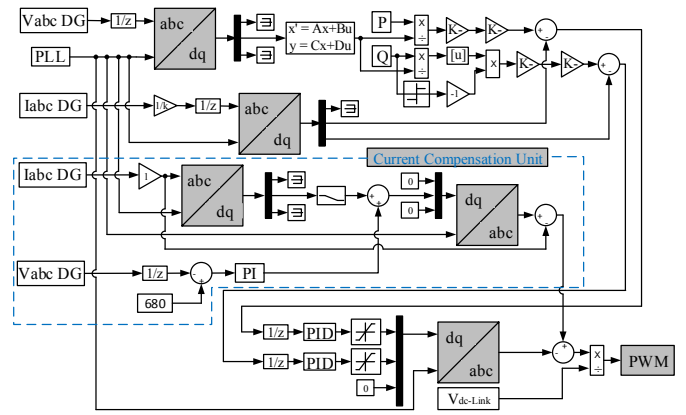 Vabc DG
1/z
abc
dq
x' = Ax+Bu
y = Cx+Du
P
×
÷
K-
K-
+
-
PLL
Q
×
÷
|u|
×
K-
K-
+
-
-1
Iabc DG
1/k
1/z
abc
dq
Current Compensation Unit
Iabc DG
1
abc
dq
+
+
0
0
dq
abc
+
-
Vabc DG
1/z
-
+
PI
680
1/z
PID
1/z
PID
0
dq
abc
+
-
×
÷
PWM
Vdc-Link